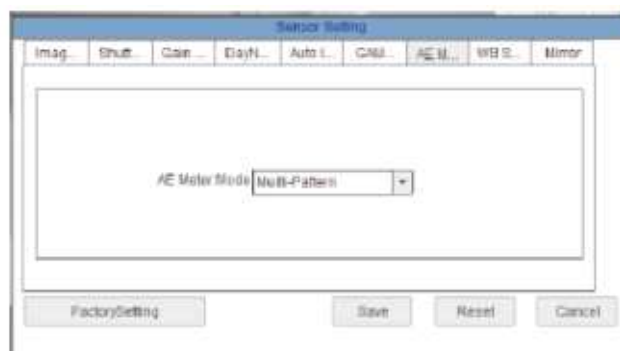 Sensor Setting
Imag... Shutt... Gain ... DayN... Auto I... GAM... AE M... WB S... Mirror
AE Meter Mode Multi-Pattern
FactorySetting Save Reset Cancel